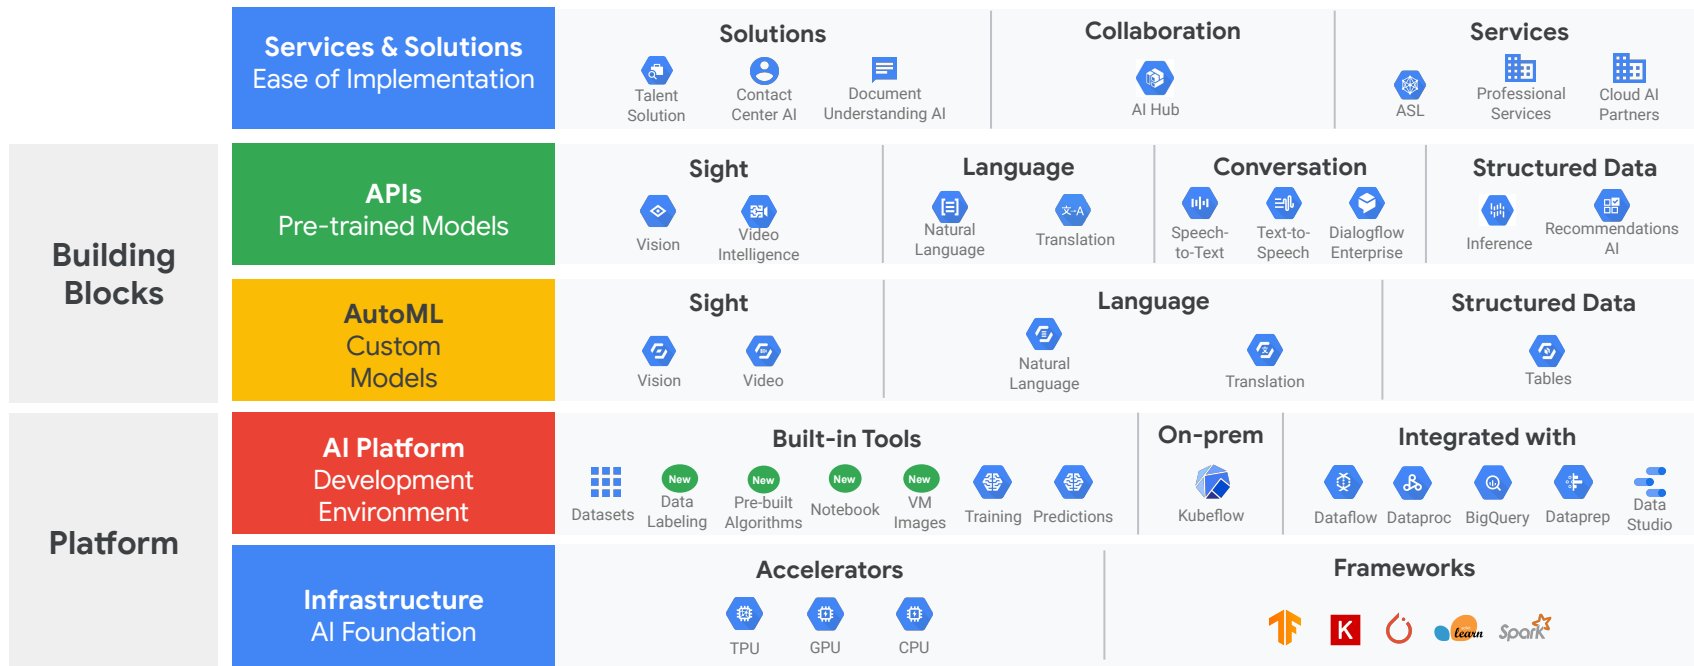 Services & Solutions
Ease of Implementation
Solutions
Talent
Solution
Contact
Center AI
Document
Understanding AI
Collaboration
AI Hub
Services
ASL
Professional
Services
Cloud AI
Partners
Building
Blocks
APIs
Pre-trained Models
Sight
Vision
Video
Intelligence
Language
文→A
Natural
Language
Translation
Conversation
Speech-
to-Text
Text-to-
Speech
Dialogflow
Enterprise
Structured Data
Inference
Recommendations
AI
AutoML
Custom
Models
Sight
Vision
Video
Language
Natural
Language
Translation
Structured Data
Tables
Platform
AI Platform
Development
Environment
Built-in Tools
Datasets
New
Data
Labeling
New
Pre-built
Algorithms
New
Notebook
New
VM
Images
Training
Predictions
On-prem
Kubeflow
Integrated with
Dataflow
Dataproc
BigQuery
Dataprep
Data
Studio
Infrastructure
AI Foundation
Accelerators
TPU
GPU
CPU
Frameworks
K
learn
Spark